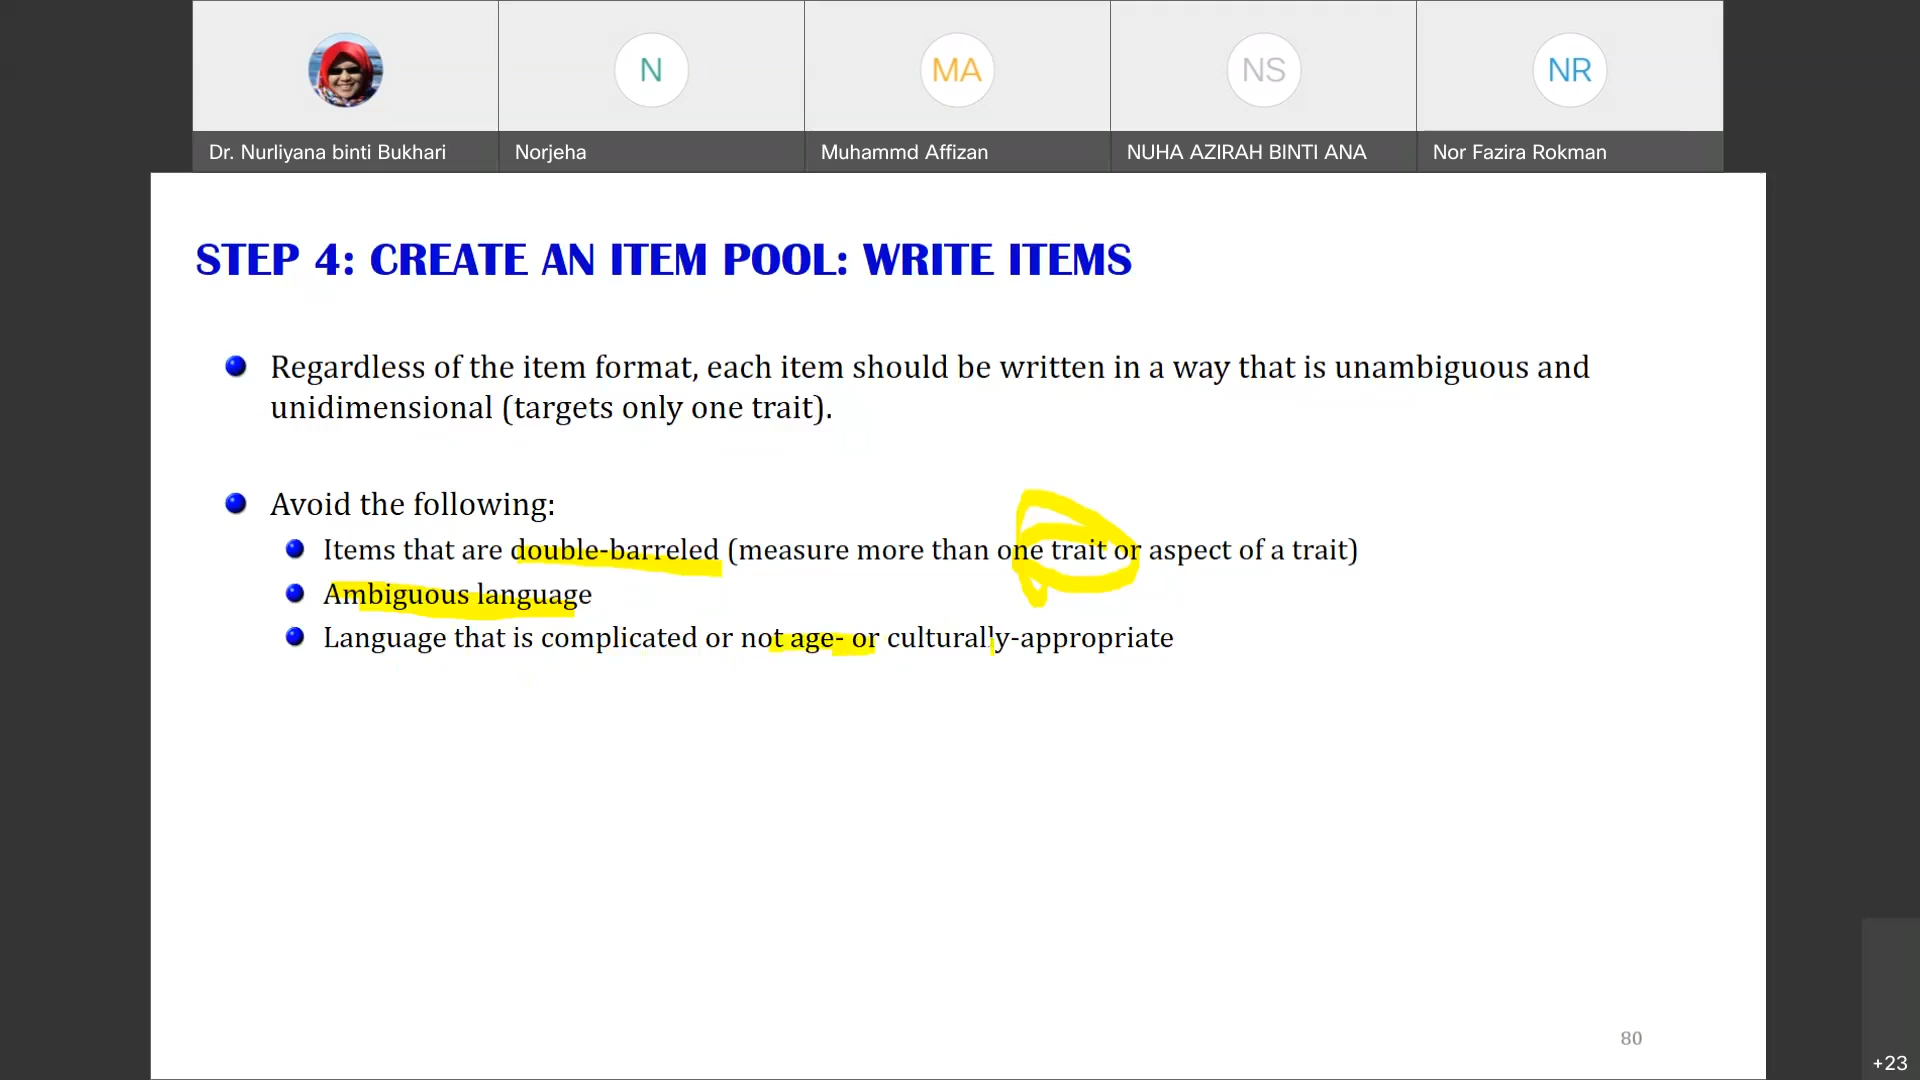 N
MA
NS
NR
Dr. Nurliyana binti Bukhari
Norjeha
Muhammd Affizan
NUHA AZIRAH BINTI ANA
Nor Fazira Rokman
STEP 4: CREATE AN ITEM POOL: WRITE ITEMS
Regardless of the item format, each item should be written in a way that is unambiguous and
unidimensional (targets only one trait).
Avoid the following:
Items that are double-barreled (measure more than one trait or aspect of a trait)
Ambiguous language
Language that is complicated or not age- or culturally-appropriate
80
+23